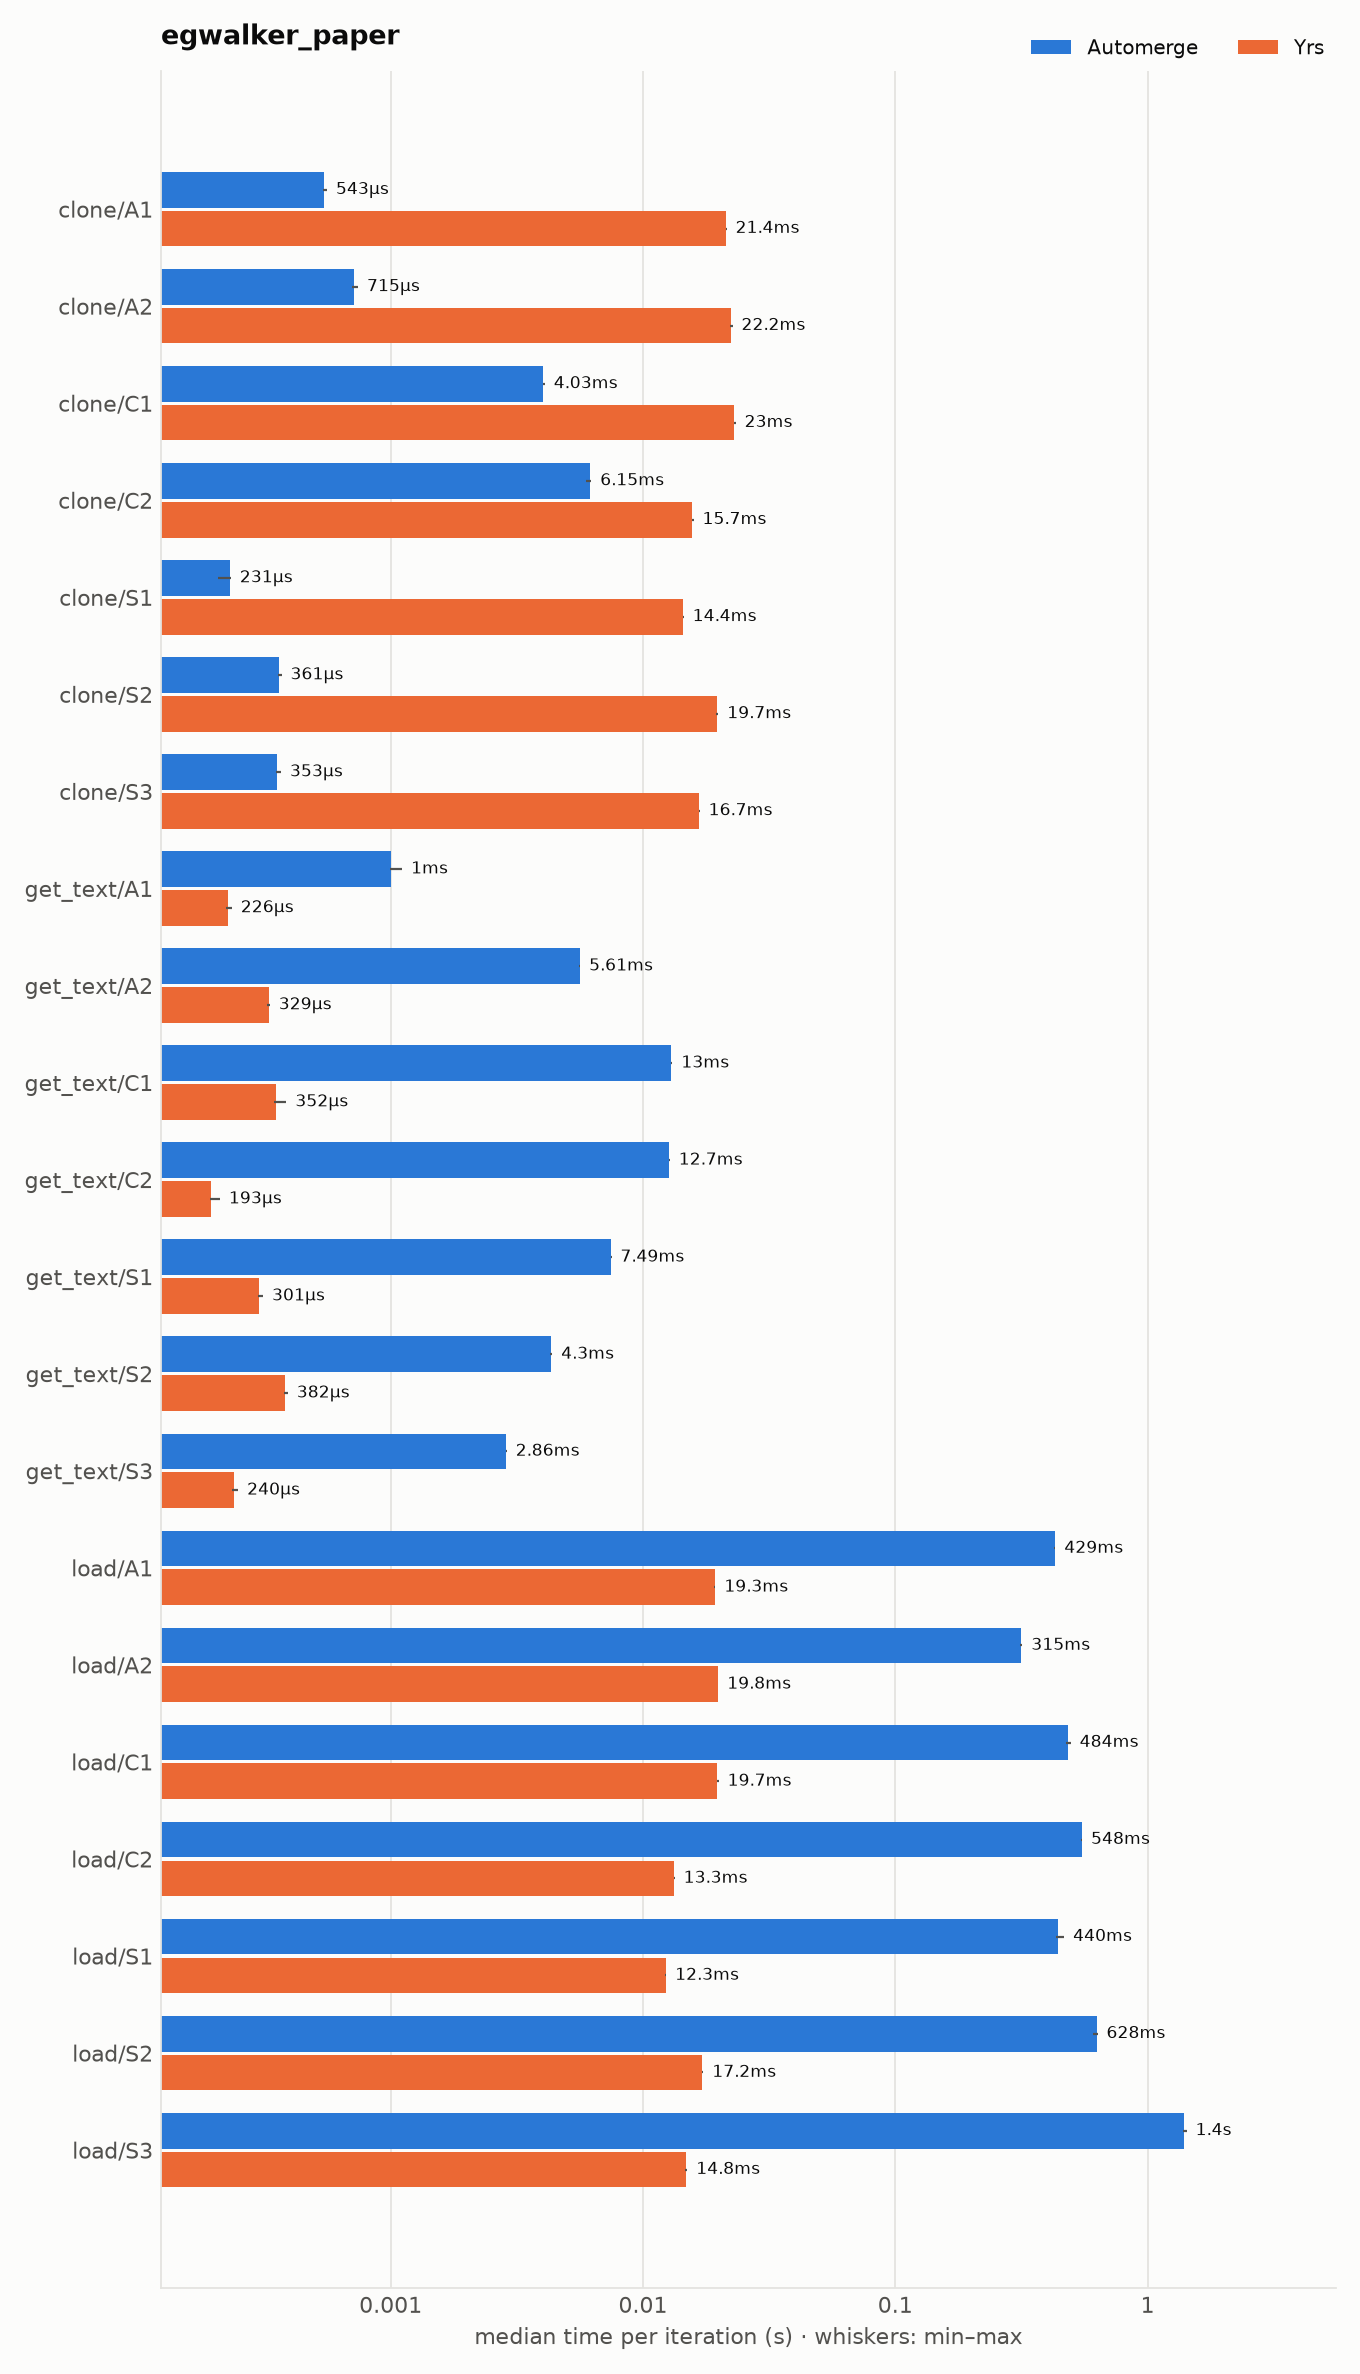 egwalker_paper
Automerge
Yrs
clone/A1
543µs
21.4ms
clone/A2
715µs
22.2ms
clone/C1
4.03ms
23ms
clone/C2
6.15ms
15.7ms
clone/S1
231µs
14.4ms
clone/S2
361µs
19.7ms
clone/S3
353µs
16.7ms
get_text/A1
1ms
226µs
get_text/A2
5.61ms
329µs
get_text/C1
13ms
352µs
get_text/C2
12.7ms
193µs
get_text/S1
7.49ms
301µs
get_text/S2
4.3ms
382µs
get_text/S3
2.86ms
240µs
load/A1
429ms
19.3ms
load/A2
315ms
19.8ms
load/C1
484ms
19.7ms
load/C2
548ms
13.3ms
load/S1
440ms
12.3ms
load/S2
628ms
17.2ms
load/S3
1.4s
14.8ms
0.001 0.01 0.1 1
median time per iteration (s) · whiskers: min–max